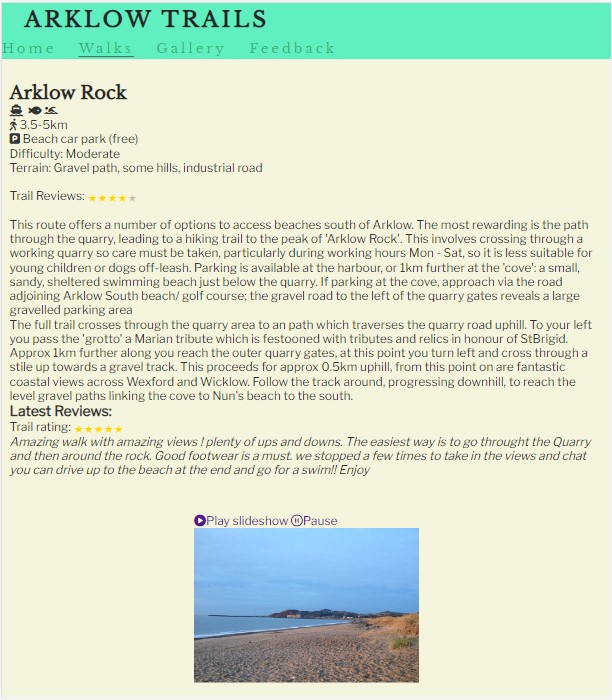 ARKLOW TRAILS
Home Walks Gallery Feedback
Arklow Rock
3.5-5km
P Beach car park (free)
Difficulty: Moderate
Terrain: Gravel path, some hills, industrial road
Trail Reviews:
This route offers a number of options to access beaches south of Arklow. The most rewarding is the path
through the quarry, leading to a hiking trail to the peak of 'Arklow Rock'. This involves crossing through a
working quarry so care must be taken, particularly during working hours Mon - Sat, so it is less suitable for
young children or dogs off-leash. Parking is available at the harbour, or 1km further at the 'cove': a small,
sandy, sheltered swimming beach just below the quarry. If parking at the cove, approach via the road
adjoining Arklow South beach/ golf course; the gravel road to the left of the quarry gates reveals a large
gravelled parking area
The full trail crosses through the quarry area to an path which traverses the quarry road uphill. To your left
you pass the 'grotto' a Marian tribute which is festooned with tributes and relics in honour of StBrigid.
Approx 1km further along you reach the outer quarry gates, at this point you turn left and cross through a
stile up towards a gravel track. This proceeds for approx 0.5km uphill, from this point on are fantastic
coastal views across Wexford and Wicklow. Follow the track around, progressing downhill, to reach the
level gravel paths linking the cove to Nun's beach to the south.
Latest Reviews:
Trail rating:
Amazing walk with amazing views ! plenty of ups and downs. The easiest way is to go throught the Quarry
and then around the rock. Good footwear is a must. we stopped a few times to take in the views and chat
you can drive up to the beach at the end and go for a swim!! Enjoy
Play slideshow Pause